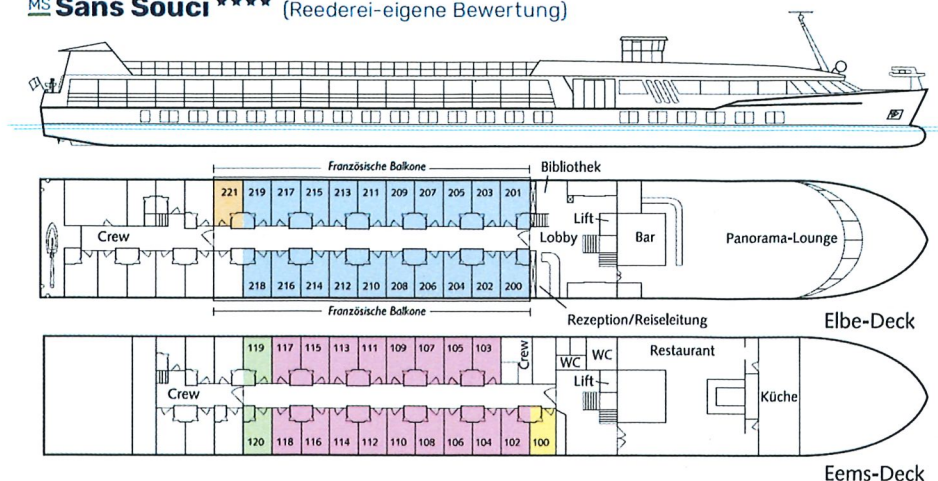 MS Sans Souci **** (Reederei-eigene Bewertung)
Französische Balkone
Bibliothek
221 219 217 215 213 211 209 207 205 203 201
Lift
Crew
Lobby
Bar
Panorama-Lounge
218 216 214 212 210 208 206 204 202 200
Französische Balkone
Rezeption/Reiseleitung
Elbe-Deck
119 117 115 113 111 109 107 105 103
Crew
WC
WC
Restaurant
Lift
Crew
Küche
120 118 116 114 112 110 108 106 104 102 100
Eems-Deck